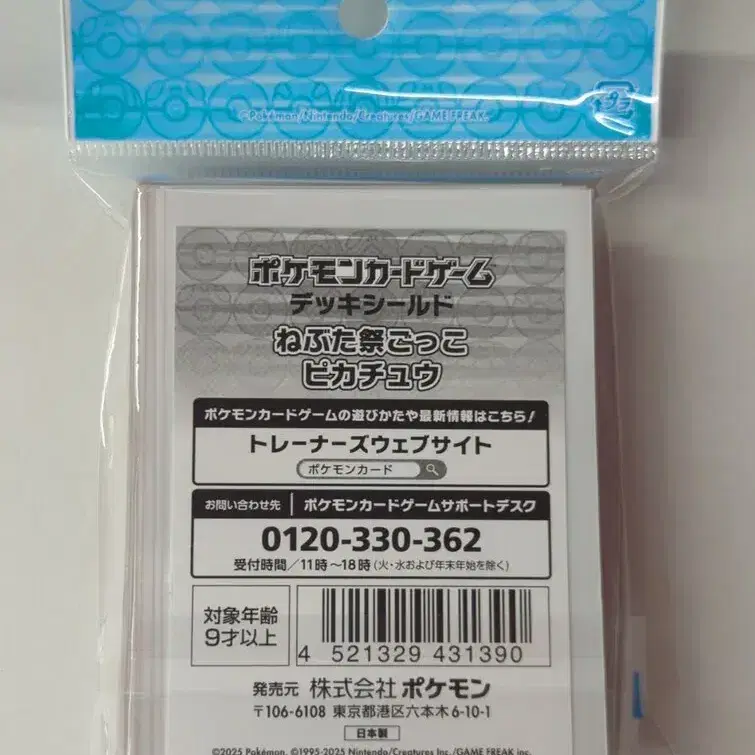 ©Pokémon/Nintendo/Creatures/GAME FREAK.
プラ
ポケモンカードゲーム
デッキシールド
ねぶた祭ごっこ
ピカチュウ
ポケモンカードゲームの遊びかたや最新情報はこちら!
トレーナーズウェブサイト
ポケモンカード
お問い合わせ先 ポケモンカードゲームサポートデスク
0120-330-362
受付時間/11時〜18時(火・水および年末年始を除く)
対象年齢
9才以上
4 521329 431390
発売元 株式会社ポケモン
〒106-6108 東京都港区六本木6-10-1
日本製
©2025 Pokémon. ©1995-2025 Nintendo/Creatures Inc./GAME FREAK inc.